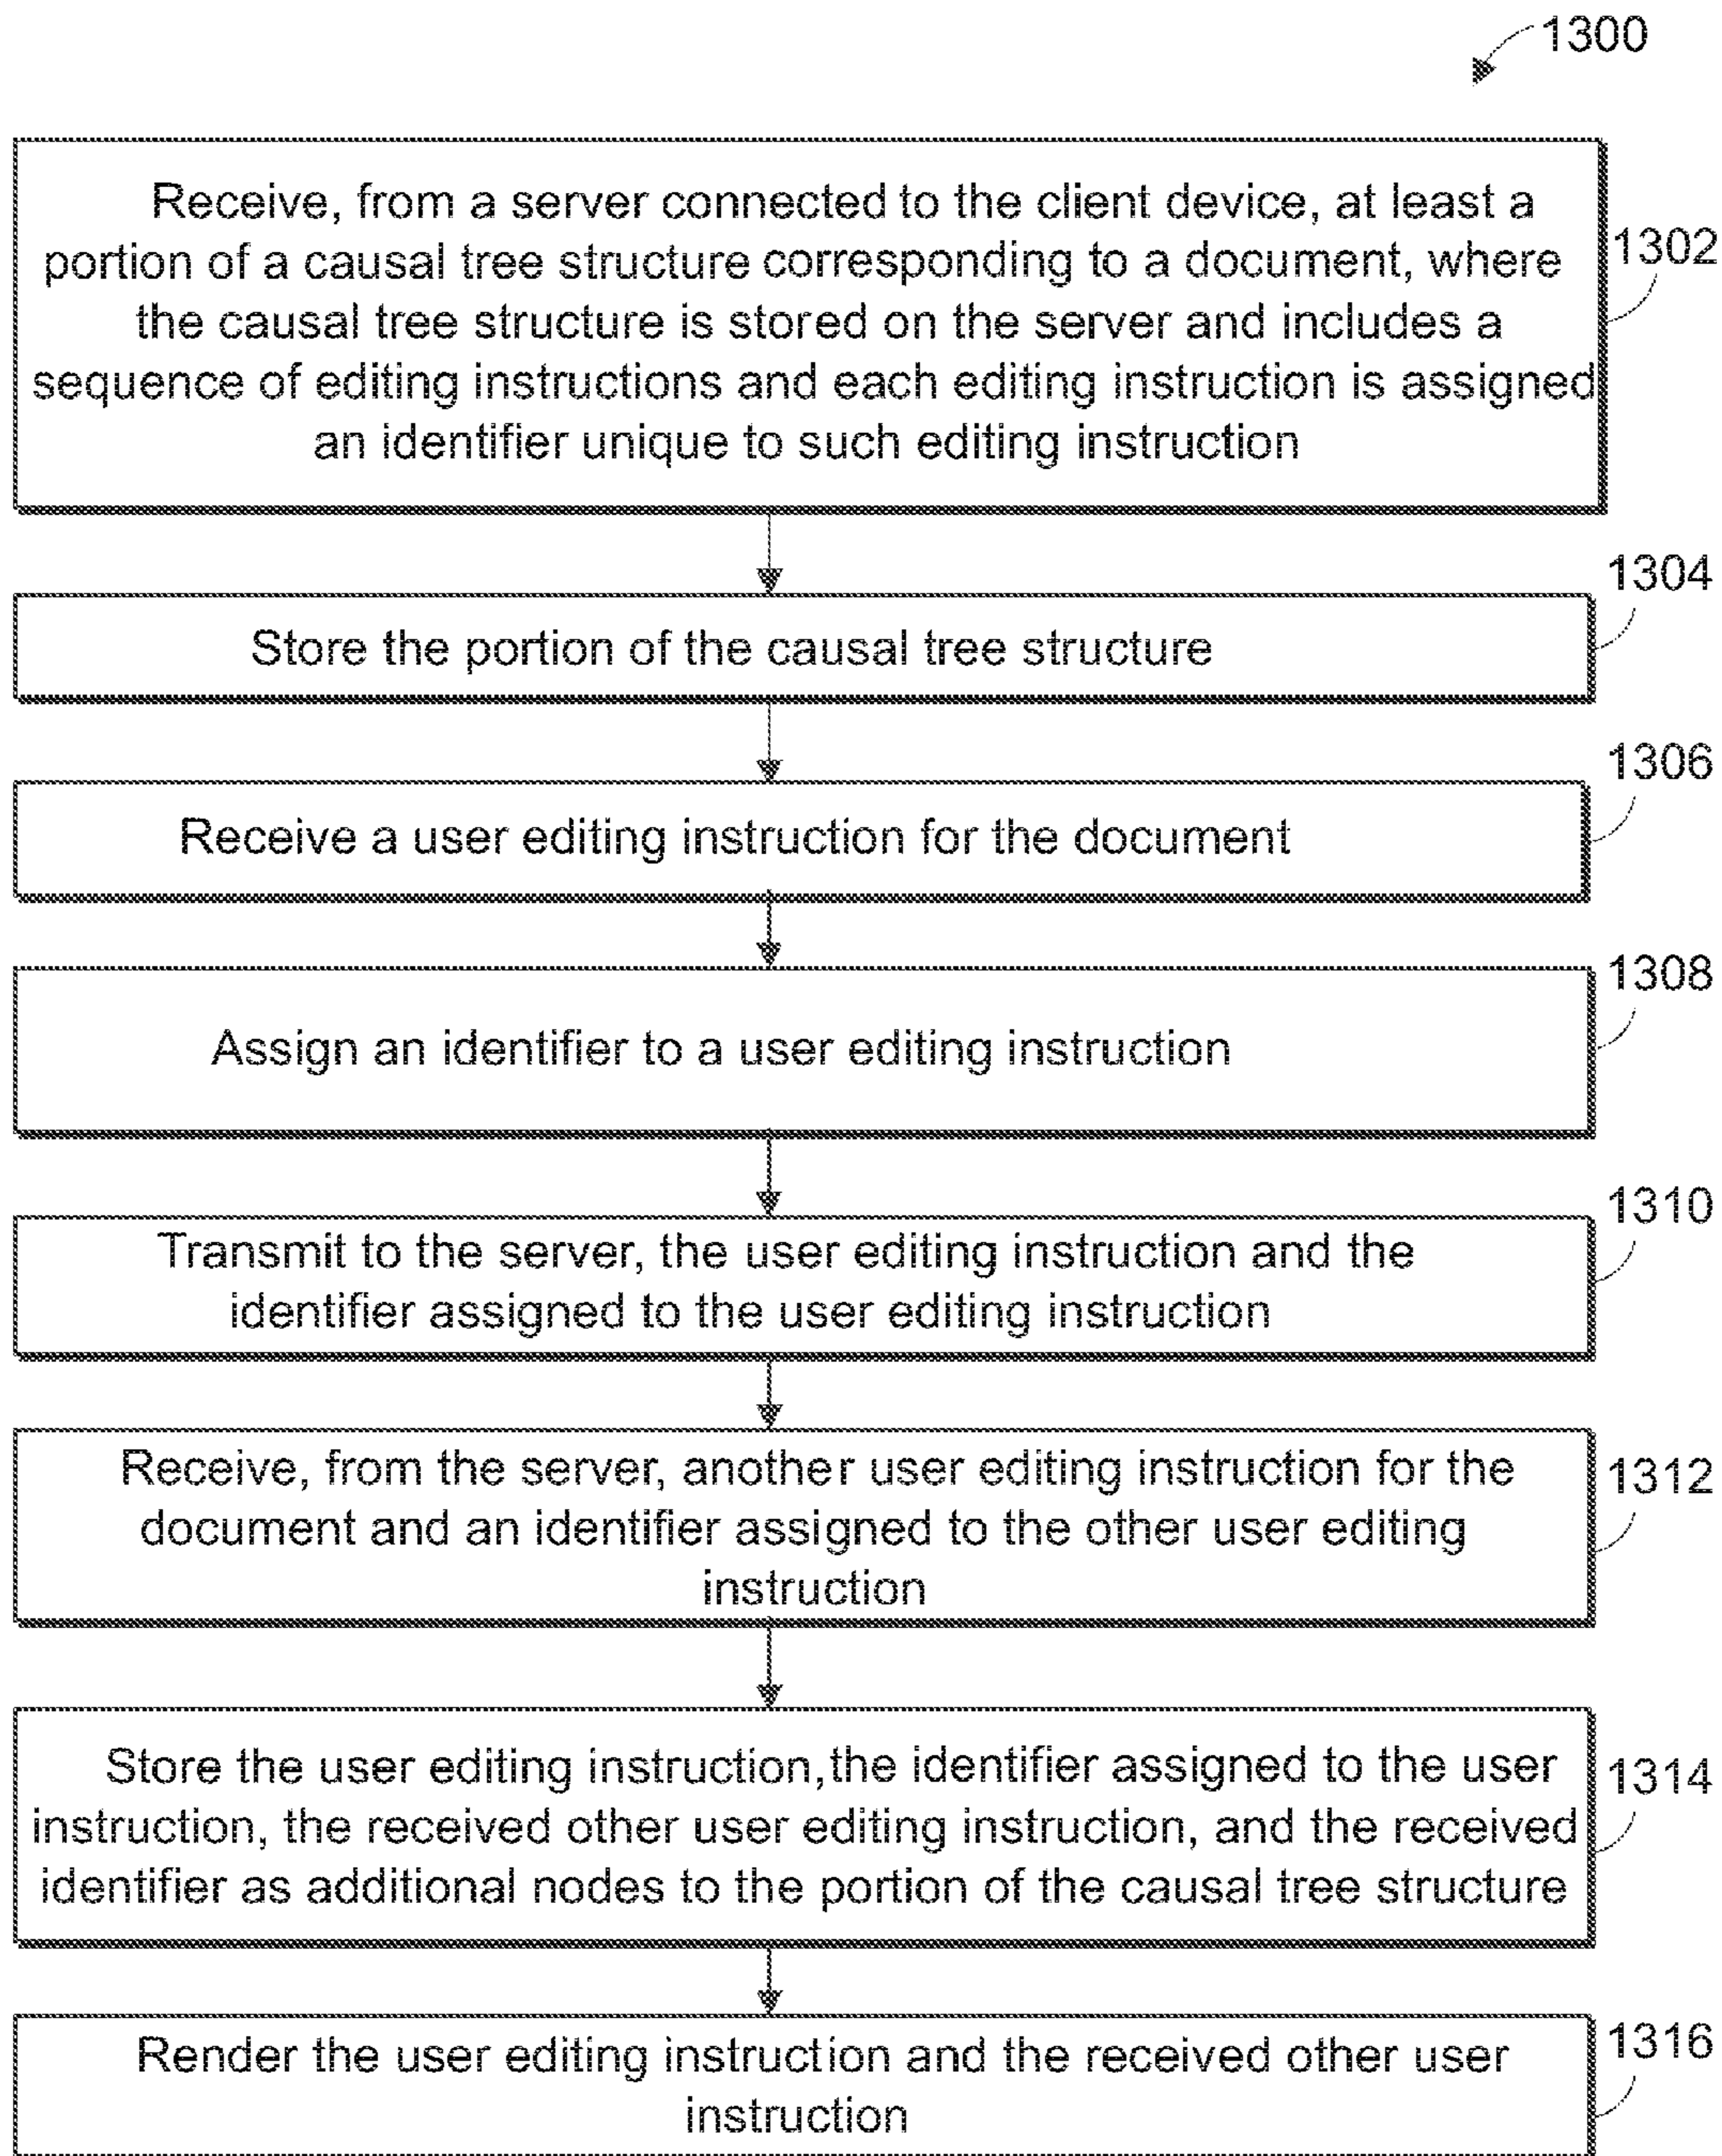 1300
Receive, from a server connected to the client device, at least a
portion of a causal tree structure corresponding to a document, where
the causal tree structure is stored on the server and includes a
sequence of editing instructions and each editing instruction is assigned
an identifier unique to such editing instruction
1302
Store the portion of the causal tree structure
1304
Receive a user editing instruction for the document
1306
Assign an identifier to a user editing instruction
1308
Transmit to the server, the user editing instruction and the
identifier assigned to the user editing instruction
1310
Receive, from the server, another user editing instruction for the
document and an identifier assigned to the other user editing
instruction
1312
Store the user editing instruction, the identifier assigned to the user
instruction, the received other user editing instruction, and the received
identifier as additional nodes to the portion of the causal tree structure
1314
Render the user editing instruction and the received other user
instruction
1316